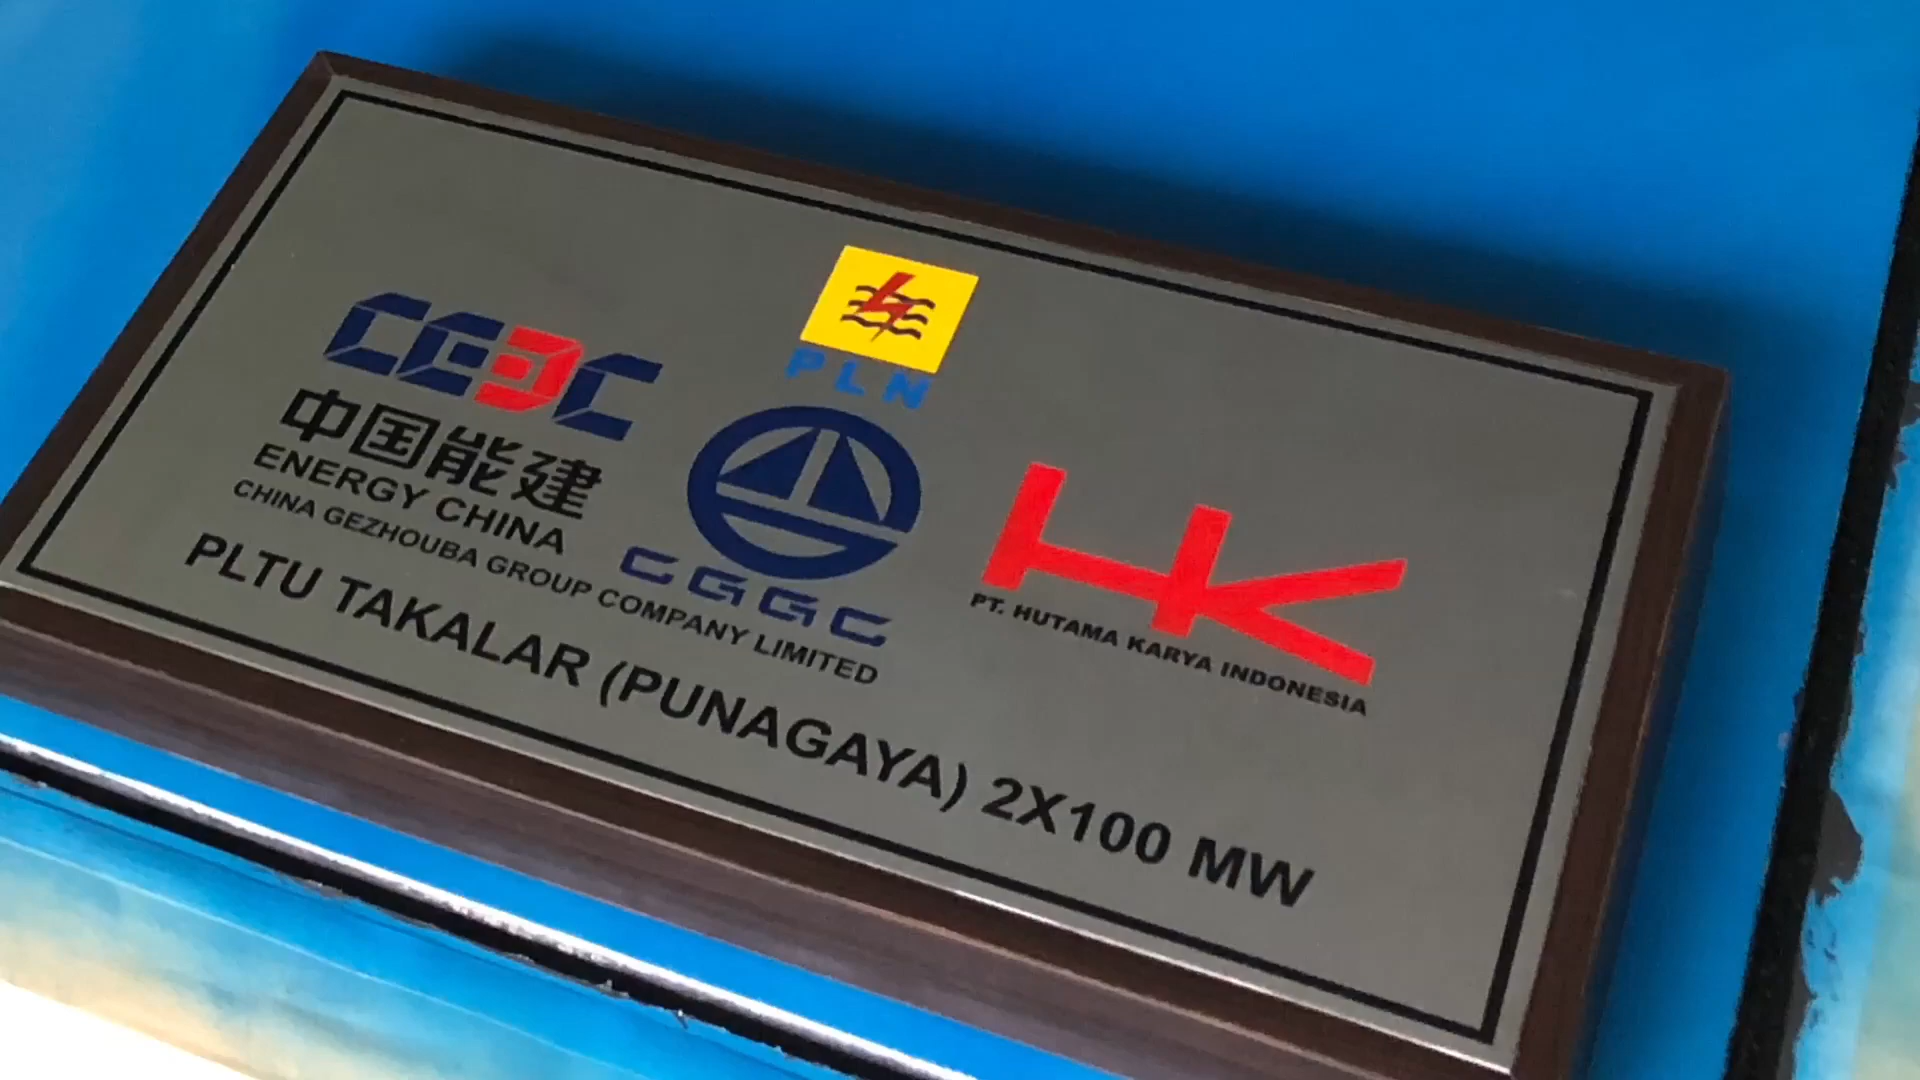 PLN
CEEC
中国能建
ENERGY CHINA
CGGC
CHINA GEZHOUBA GROUP COMPANY LIMITED
HK
PT. HUTAMA KARYA INDONESIA
PLTU TAKALAR (PUNAGAYA) 2X100 MW